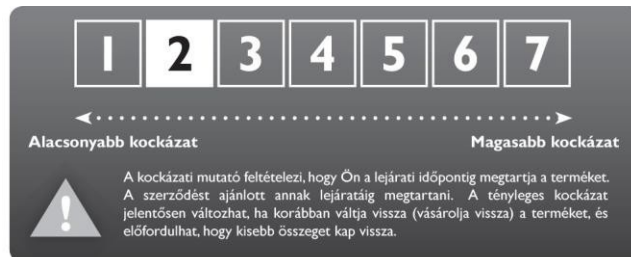 1 2 3 4 5 6 7
Alacsonyabb kockázat Magasabb kockázat
A kockázati mutató feltételezi, hogy Ön a lejárati időpontig megtartja a terméket.
A szerződést ajánlott annak lejáratáig megtartani. A tényleges kockázat
jelentősen változhat, ha korábban váltja vissza (vásárolja vissza) a terméket, és
előfordulhat, hogy kisebb összeget kap vissza.